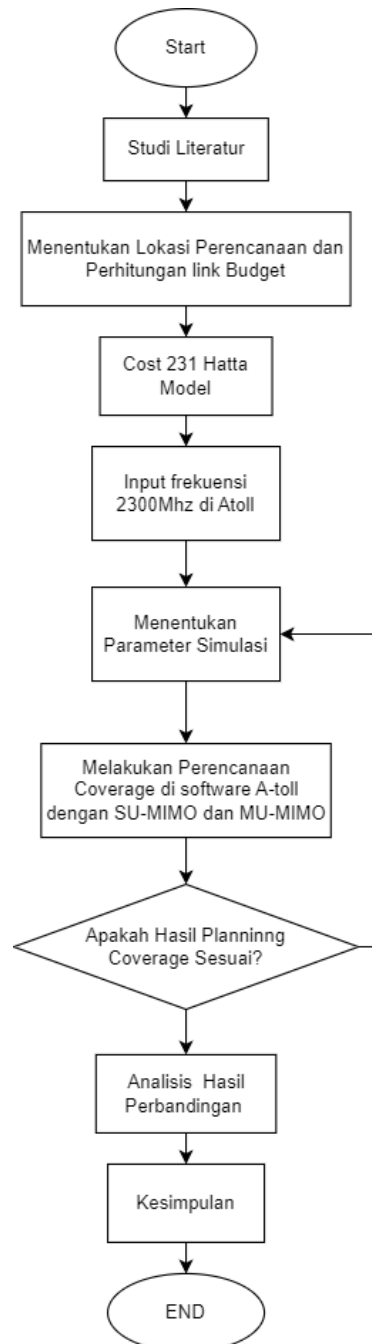 Start
Studi Literatur
Menentukan Lokasi Perencanaan dan
Perhitungan link Budget
Cost 231 Hatta
Model
Input frekuensi
2300Mhz di Atoll
Menentukan
Parameter Simulasi
Melakukan Perencanaan
Coverage di software A-toll
dengan SU-MIMO dan MU-MIMO
Apakah Hasil Planninng
Coverage Sesuai?
Analisis Hasil
Perbandingan
Kesimpulan
END